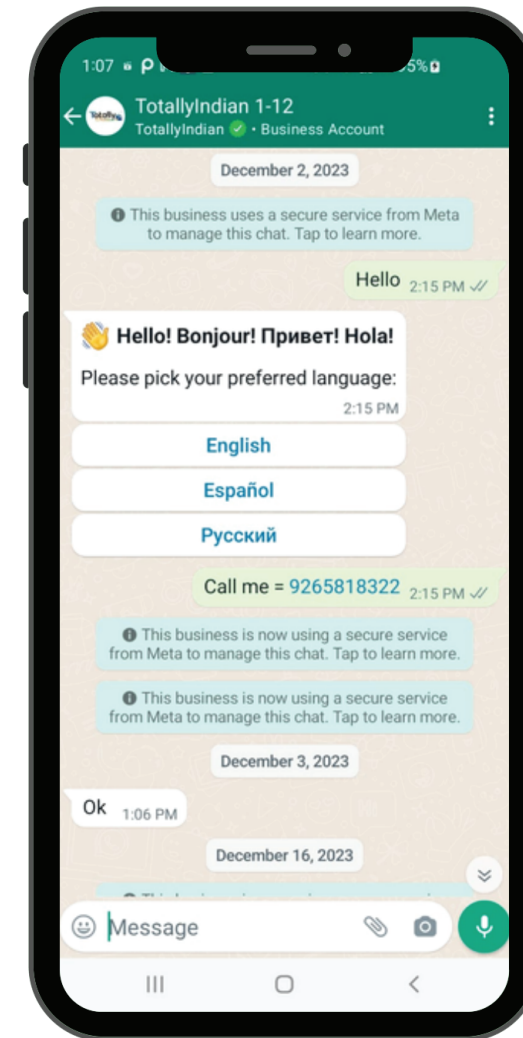 1:07
5%
TotallyIndian 1-12
TotallyIndian • Business Account
December 2, 2023
This business uses a secure service from Meta
to manage this chat. Tap to learn more.
Hello 2:15 PM
👋 Hello! Bonjour! Привет! Hola!
Please pick your preferred language:
2:15 PM
English
Español
Русский
Call me = 9265818322 2:15 PM
This business is now using a secure service
from Meta to manage this chat. Tap to learn more.
This business is now using a secure service
from Meta to manage this chat. Tap to learn more.
December 3, 2023
Ok 1:06 PM
December 16, 2023
Message